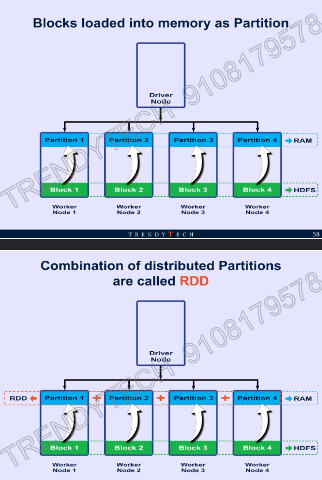 Blocks loaded into memory as Partition
Driver
Node
Partition 1 Partition 2 Partition 3 Partition 4 RAM
Block 1 Block 2 Block 3 Block 4 HDFS
Worker Worker Worker Worker
Node 1 Node 2 Node 3 Node 4
TRENDYTECH 9108179578
TRENDYTECH 58
Combination of distributed Partitions
are called RDD
Driver
Node
RDD Partition 1 + Partition 2 + Partition 3 + Partition 4 RAM
Block 1 Block 2 Block 3 Block 4 HDFS
Worker Worker Worker Worker
Node 1 Node 2 Node 3 Node 4
TRENDYTECH 9108179578